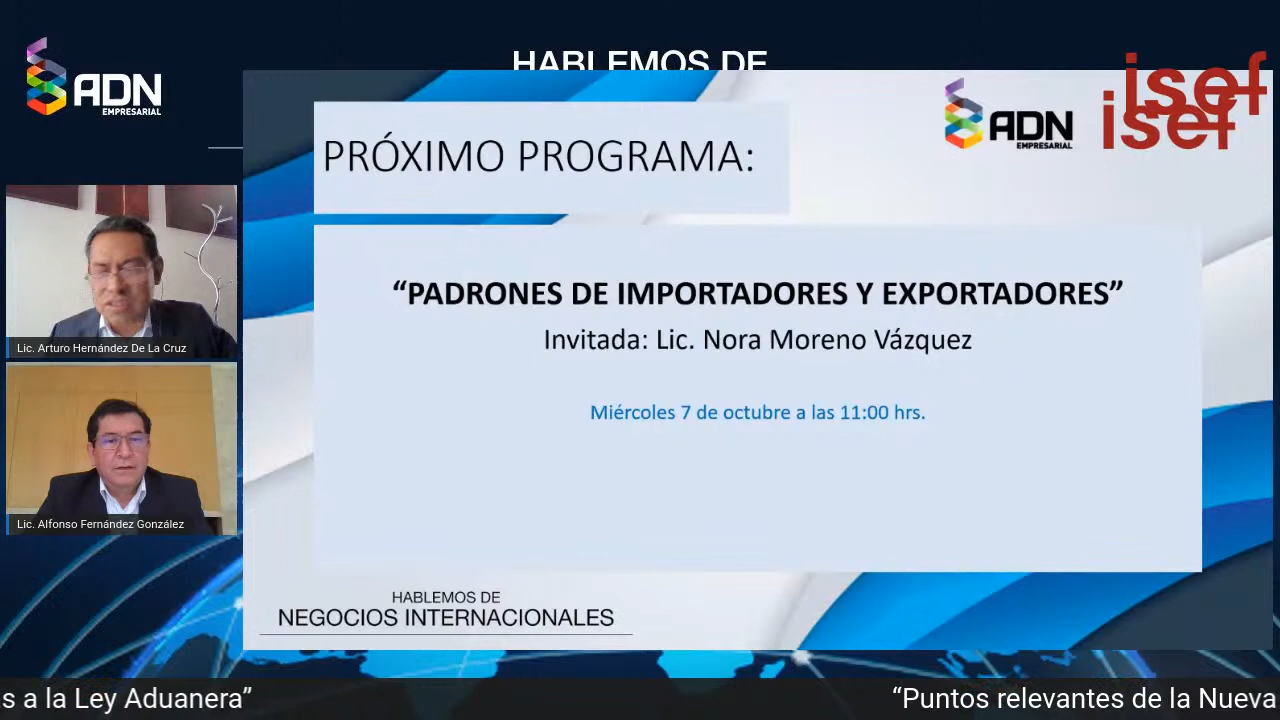 ADN
EMPRESARIAL
HABLEMOS DE
isef
PRÓXIMO PROGRAMA:
ADN
EMPRESARIAL
isef
“PADRONES DE IMPORTADORES Y EXPORTADORES”
Invitada: Lic. Nora Moreno Vázquez
Miércoles 7 de octubre a las 11:00 hrs.
Lic. Arturo Hernández De La Cruz
Lic. Alfonso Fernández González
HABLEMOS DE
NEGOCIOS INTERNACIONALES
s a la Ley Aduanera”
“Puntos relevantes de la Nueva